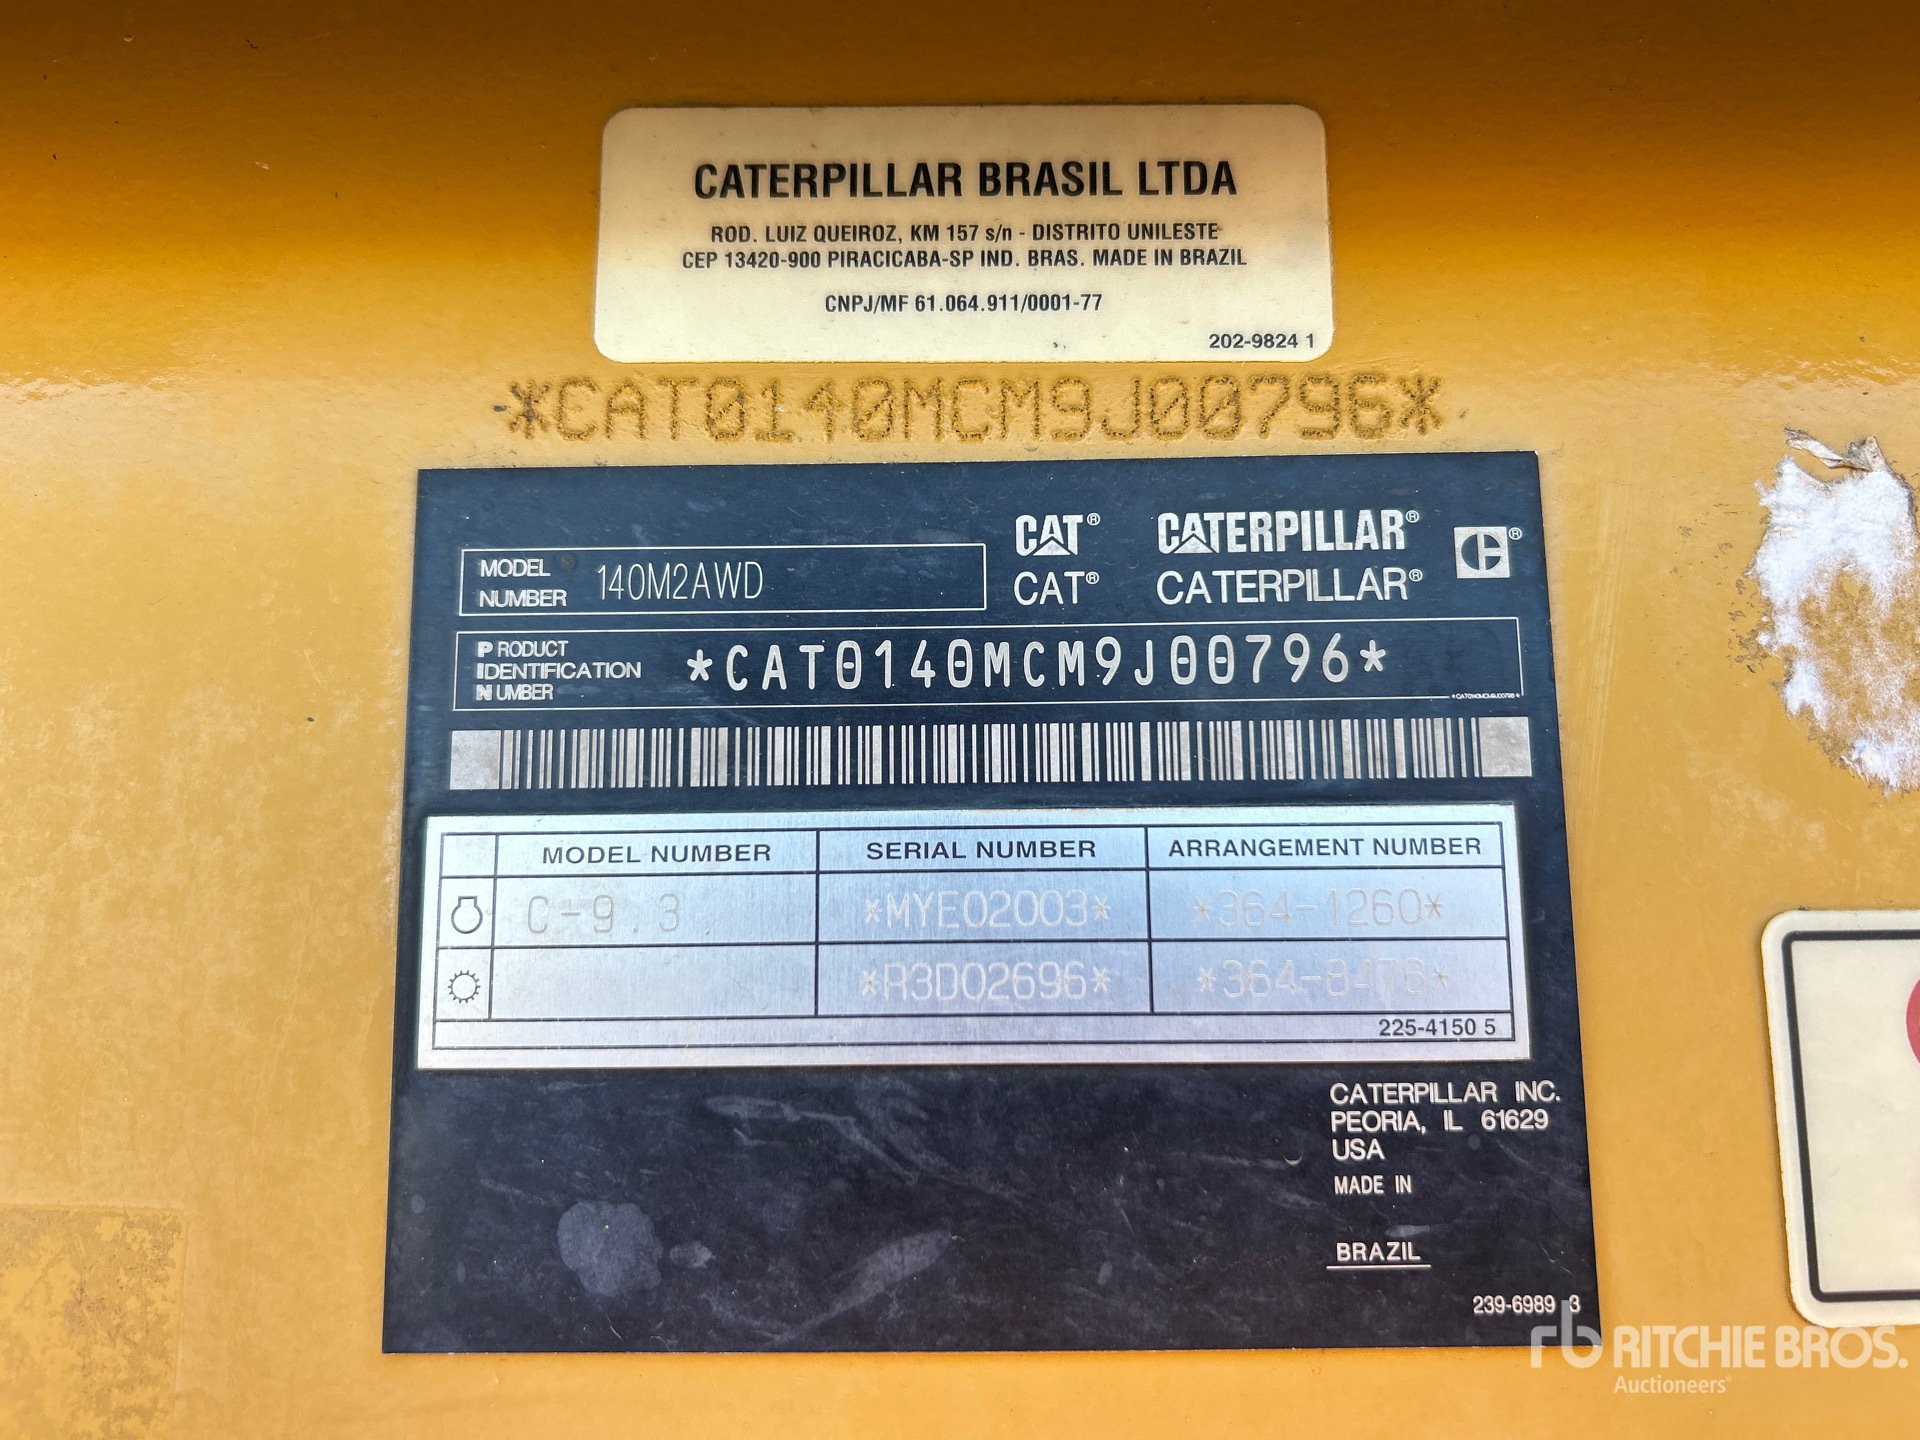 CATERPILLAR BRASIL LTDA
ROD. LUIZ QUEIROZ, KM 157 s/n - DISTRITO UNILESTE
CEP 13420-900 PIRACICABA-SP IND. BRAS. MADE IN BRAZIL
CNPJ/MF 61.064.911/0001-77
202-9824 1
*CAT0140MCM9J00796*
CAT® CATERPILLAR® ®
CAT® CATERPILLAR®
MODEL NUMBER 140M2AWD
PRODUCT IDENTIFICATION NUMBER *CAT0140MCM9J00796*
*CAT0140MCM9J00796*
MODEL NUMBER SERIAL NUMBER ARRANGEMENT NUMBER
C-9.3 *MYE02003* *364-1260*
*R3D02696* *364-8476*
225-4150 5
CATERPILLAR INC.
PEORIA, IL 61629
USA
MADE IN
BRAZIL
239-6989 3
rb RITCHIE BROS.
Auctioneers